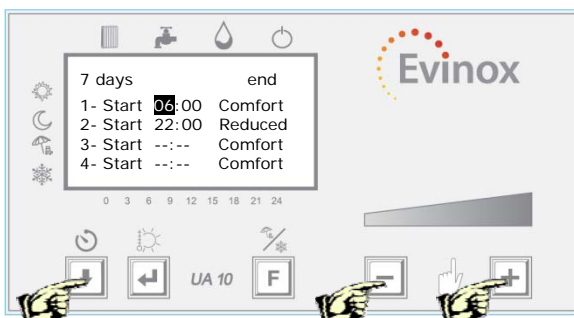 Evinox
7 days end
1- Start 06:00 Comfort
2- Start 22:00 Reduced
3- Start --:-- Comfort
4- Start --:-- Comfort
0 3 6 9 12 15 18 21 24
UA 10 F